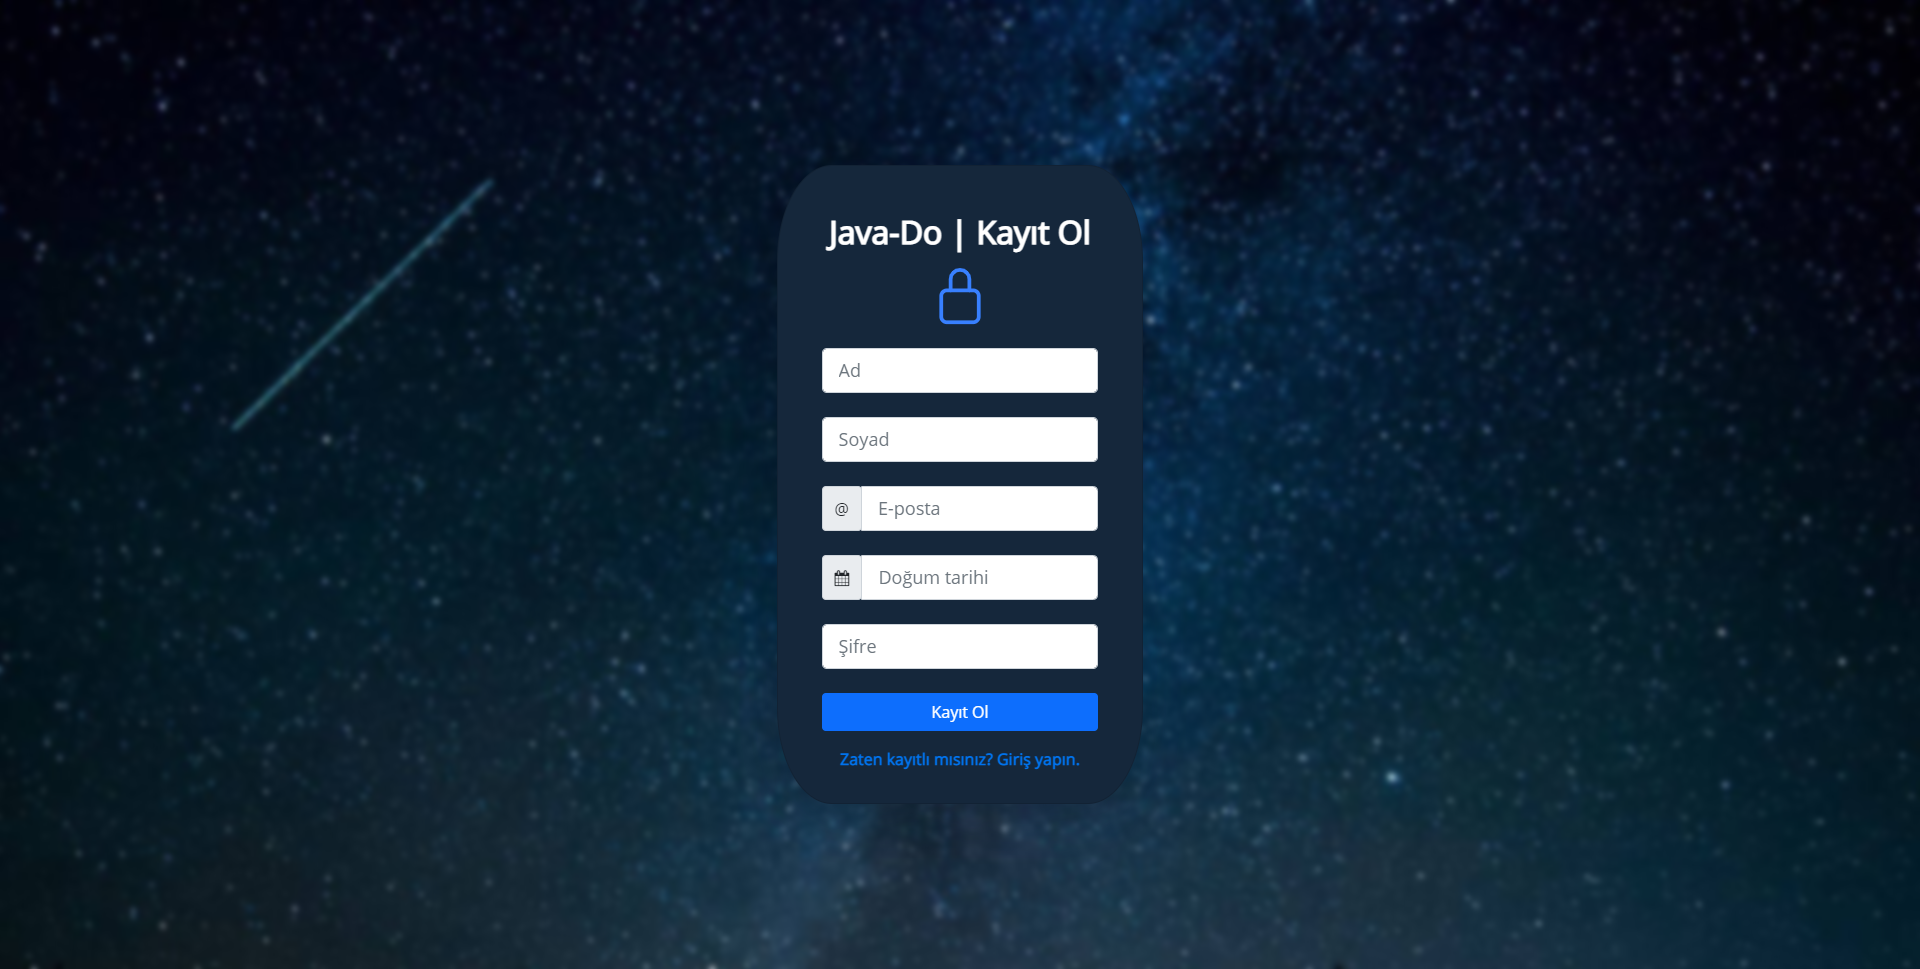 Java-Do | Kayıt Ol
Ad
Soyad
@ E-posta
Doğum tarihi
Şifre
Kayıt Ol
Zaten kayıtlı mısınız? Giriş yapın.